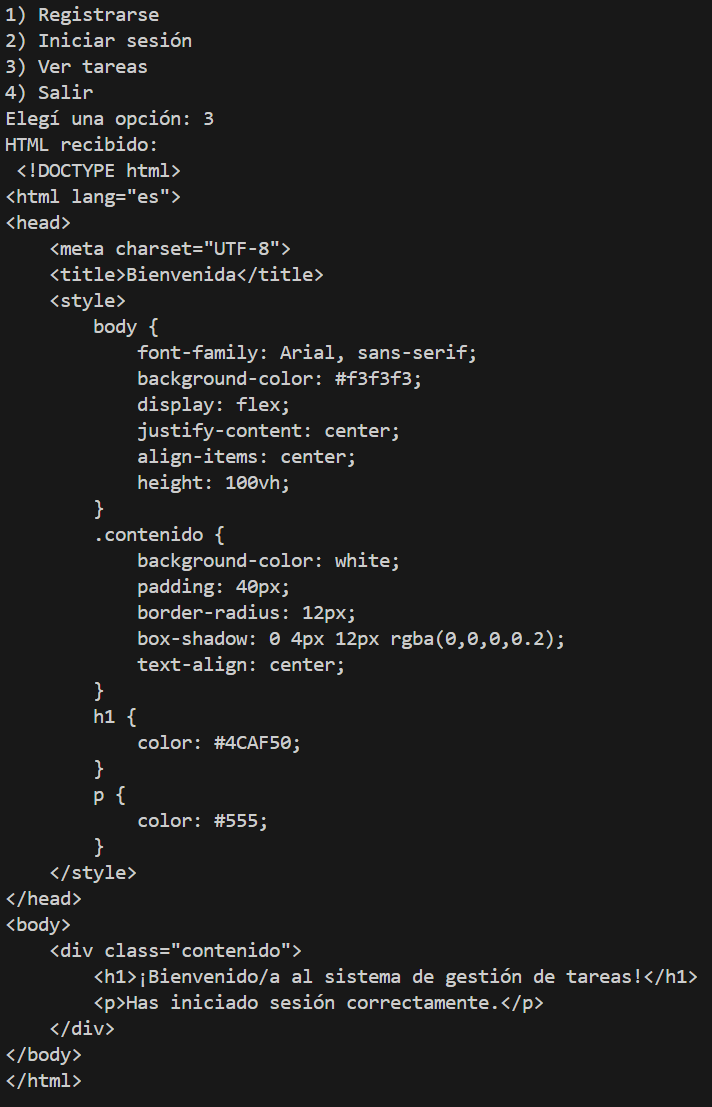 1) Registrarse
2) Iniciar sesión
3) Ver tareas
4) Salir
Elegí una opción: 3
HTML recibido:
 <!DOCTYPE html>
<html lang="es">
<head>
    <meta charset="UTF-8">
    <title>Bienvenida</title>
    <style>
        body {
            font-family: Arial, sans-serif;
            background-color: #f3f3f3;
            display: flex;
            justify-content: center;
            align-items: center;
            height: 100vh;
        }
        .contenido {
            background-color: white;
            padding: 40px;
            border-radius: 12px;
            box-shadow: 0 4px 12px rgba(0,0,0,0.2);
            text-align: center;
        }
        h1 {
            color: #4CAF50;
        }
        p {
            color: #555;
        }
    </style>
</head>
<body>
    <div class="contenido">
        <h1>¡Bienvenido/a al sistema de gestión de tareas!</h1>
        <p>Has iniciado sesión correctamente.</p>
    </div>
</body>
</html>